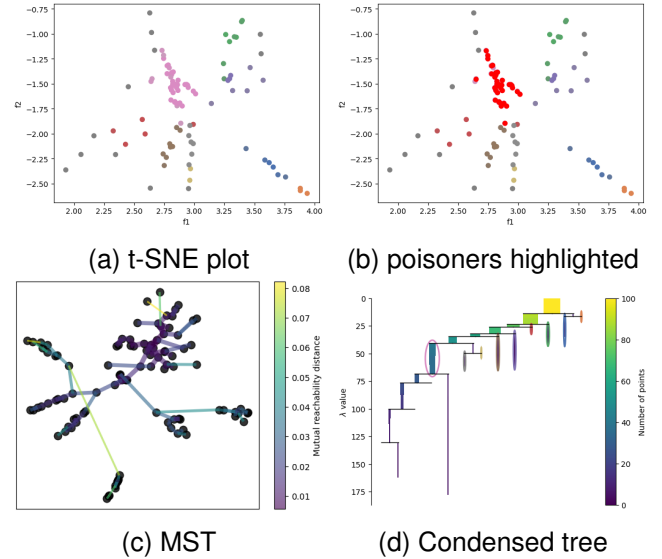 −0.75
−1.00
−1.25
−1.50
−1.75
−2.00
−2.25
−2.50
f2
2.00 2.25 2.50 2.75 3.00 3.25 3.50 3.75 4.00
f1
(a) t-SNE plot
−0.75
−1.00
−1.25
−1.50
−1.75
−2.00
−2.25
−2.50
f2
2.00 2.25 2.50 2.75 3.00 3.25 3.50 3.75 4.00
f1
(b) poisoners highlighted
0.08
0.07
0.06
0.05
0.04
0.03
0.02
0.01
Mutual reachability distance
(c) MST
0
25
50
75
100
125
150
175
λ value
100
80
60
40
20
0
Number of points
(d) Condensed tree